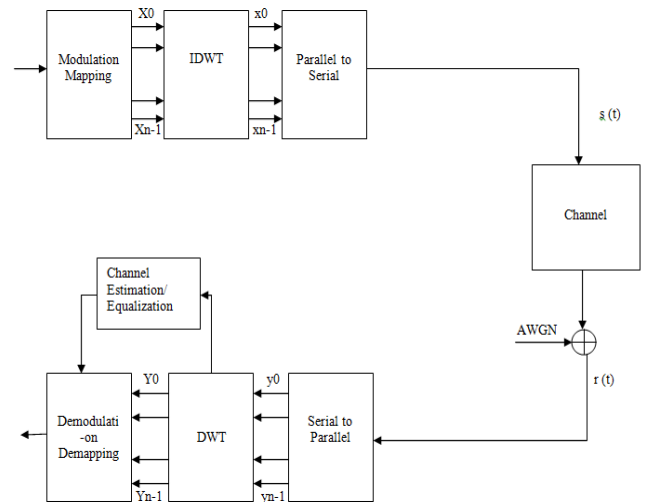 X0
x0
Modulation
Mapping
IDWT
Parallel to
Serial
Xn-1
xn-1
s (t)
Channel
Channel
Estimation/
Equalization
AWGN
r (t)
Y0
y0
Demodulati
-on
Demapping
DWT
Serial to
Parallel
Yn-1
yn-1